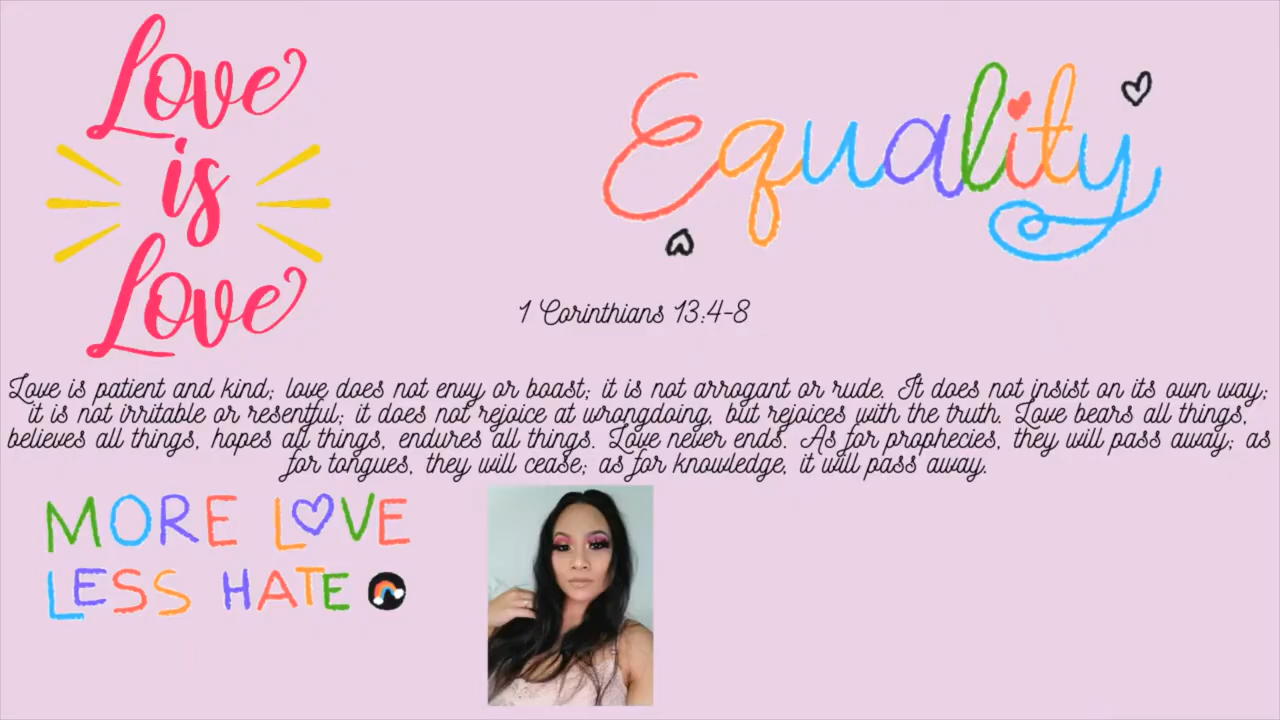 Love
is
Love
Equality
1 Corinthians 13:4-8
Love is patient and kind; love does not envy or boast; it is not arrogant or rude. It does not insist on its own way;
it is not irritable or resentful; it does not rejoice at wrongdoing, but rejoices with the truth. Love bears all things,
believes all things, hopes all things, endures all things. Love never ends. As for prophecies, they will pass away; as
for tongues, they will cease; as for knowledge, it will pass away.
MORE LOVE
LESS HATE